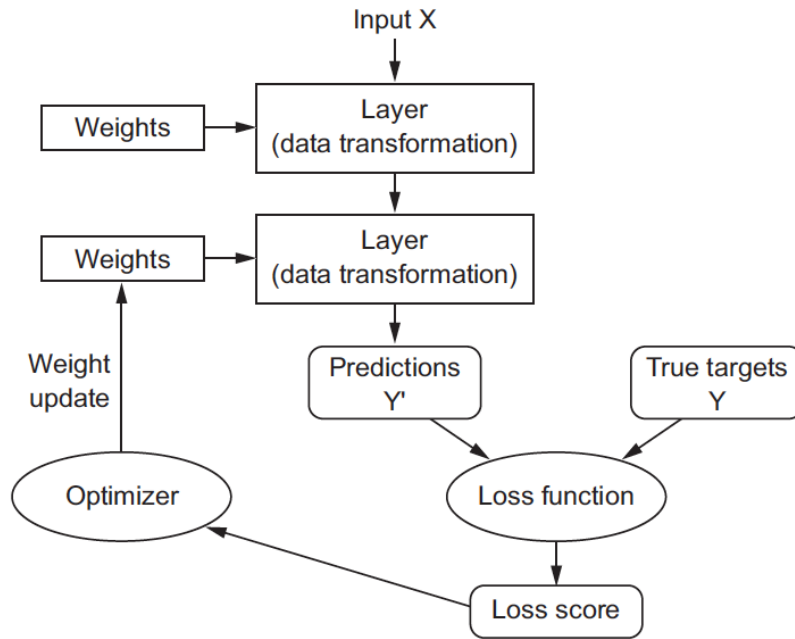 Input X
Layer
(data transformation)
Weights
Layer
(data transformation)
Weights
Weight
update
Predictions
Y'
True targets
Y
Optimizer
Loss function
Loss score